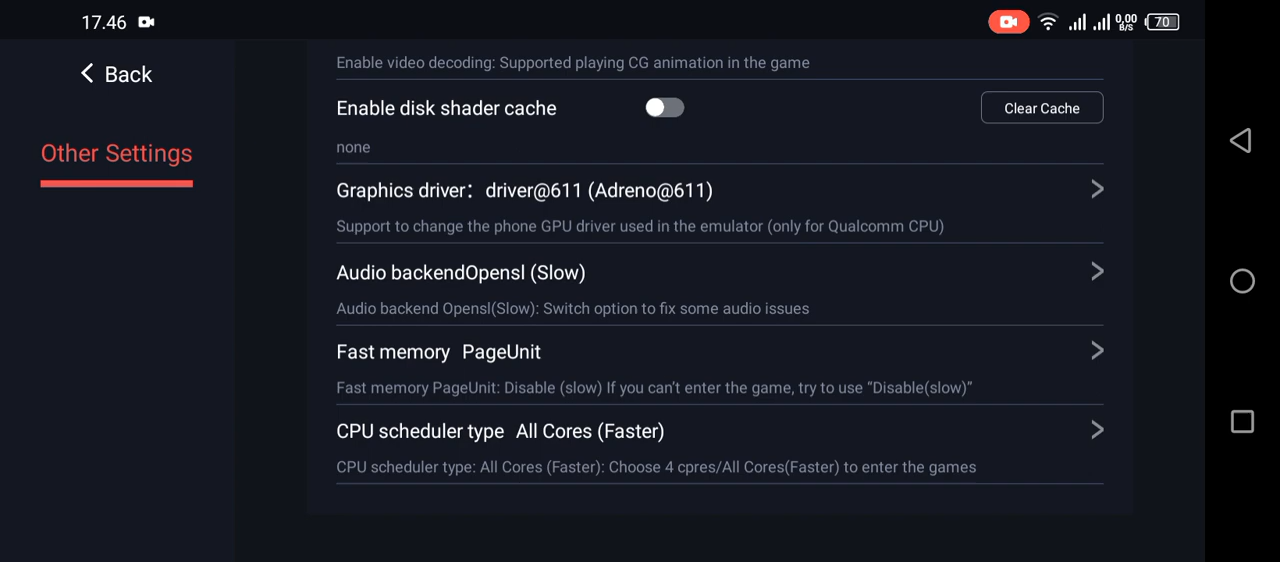 17.46
0,00
B/S
70
Back
Other Settings
Enable video decoding: Supported playing CG animation in the game
Enable disk shader cache
Clear Cache
none
Graphics driver：driver@611 (Adreno@611)
Support to change the phone GPU driver used in the emulator (only for Qualcomm CPU)
Audio backendOpensl (Slow)
Audio backend Opensl(Slow): Switch option to fix some audio issues
Fast memory PageUnit
Fast memory PageUnit: Disable (slow) If you can't enter the game, try to use “Disable(slow)”
CPU scheduler type All Cores (Faster)
CPU scheduler type: All Cores (Faster): Choose 4 cpres/All Cores(Faster) to enter the games